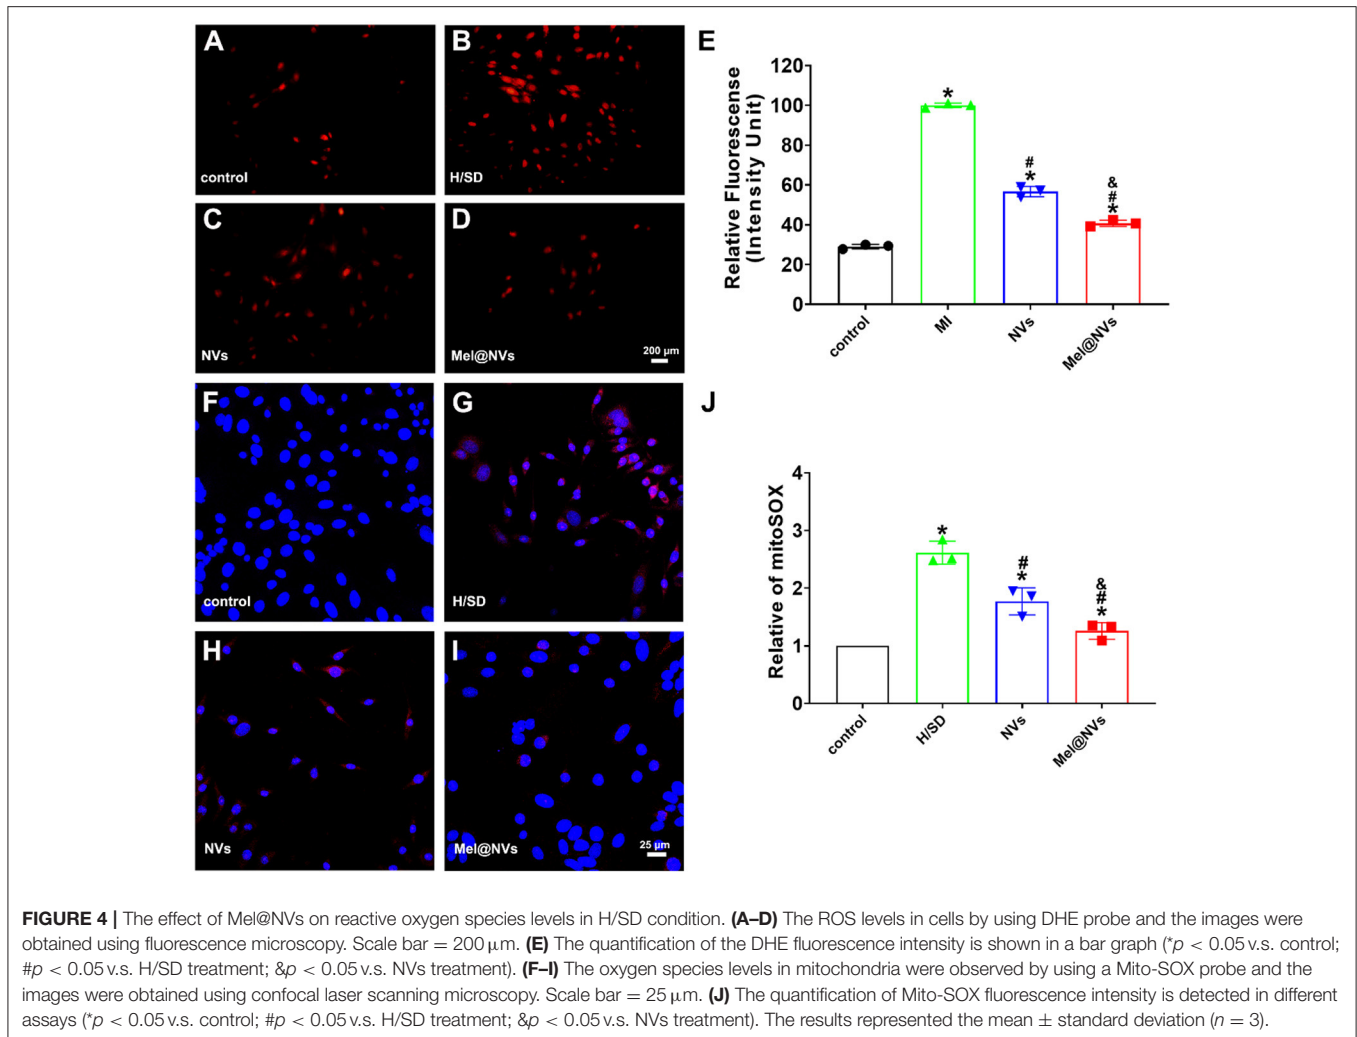 A
control
B
H/SD
C
NVs
D
Mel@NVs
200 μm
E
Relative Fluorescense
(Intensity Unit)
120
100
80
60
40
20
0
*
#
*
&
#
*
control
MI
NVs
Mel@NVs
F
control
G
H/SD
H
NVs
I
Mel@NVs
25 μm
J
Relative of mitoSOX
4
3
2
1
0
*
#
*
&
#
*
control
H/SD
NVs
Mel@NVs
FIGURE 4 | The effect of Mel@NVs on reactive oxygen species levels in H/SD condition. (A–D) The ROS levels in cells by using DHE probe and the images were
obtained using fluorescence microscopy. Scale bar = 200 μm. (E) The quantification of the DHE fluorescence intensity is shown in a bar graph (*p < 0.05 v.s. control;
#p < 0.05 v.s. H/SD treatment; &p < 0.05 v.s. NVs treatment). (F–I) The oxygen species levels in mitochondria were observed by using a Mito-SOX probe and the
images were obtained using confocal laser scanning microscopy. Scale bar = 25 μm. (J) The quantification of Mito-SOX fluorescence intensity is detected in different
assays (*p < 0.05 v.s. control; #p < 0.05 v.s. H/SD treatment; &p < 0.05 v.s. NVs treatment). The results represented the mean ± standard deviation (n = 3).